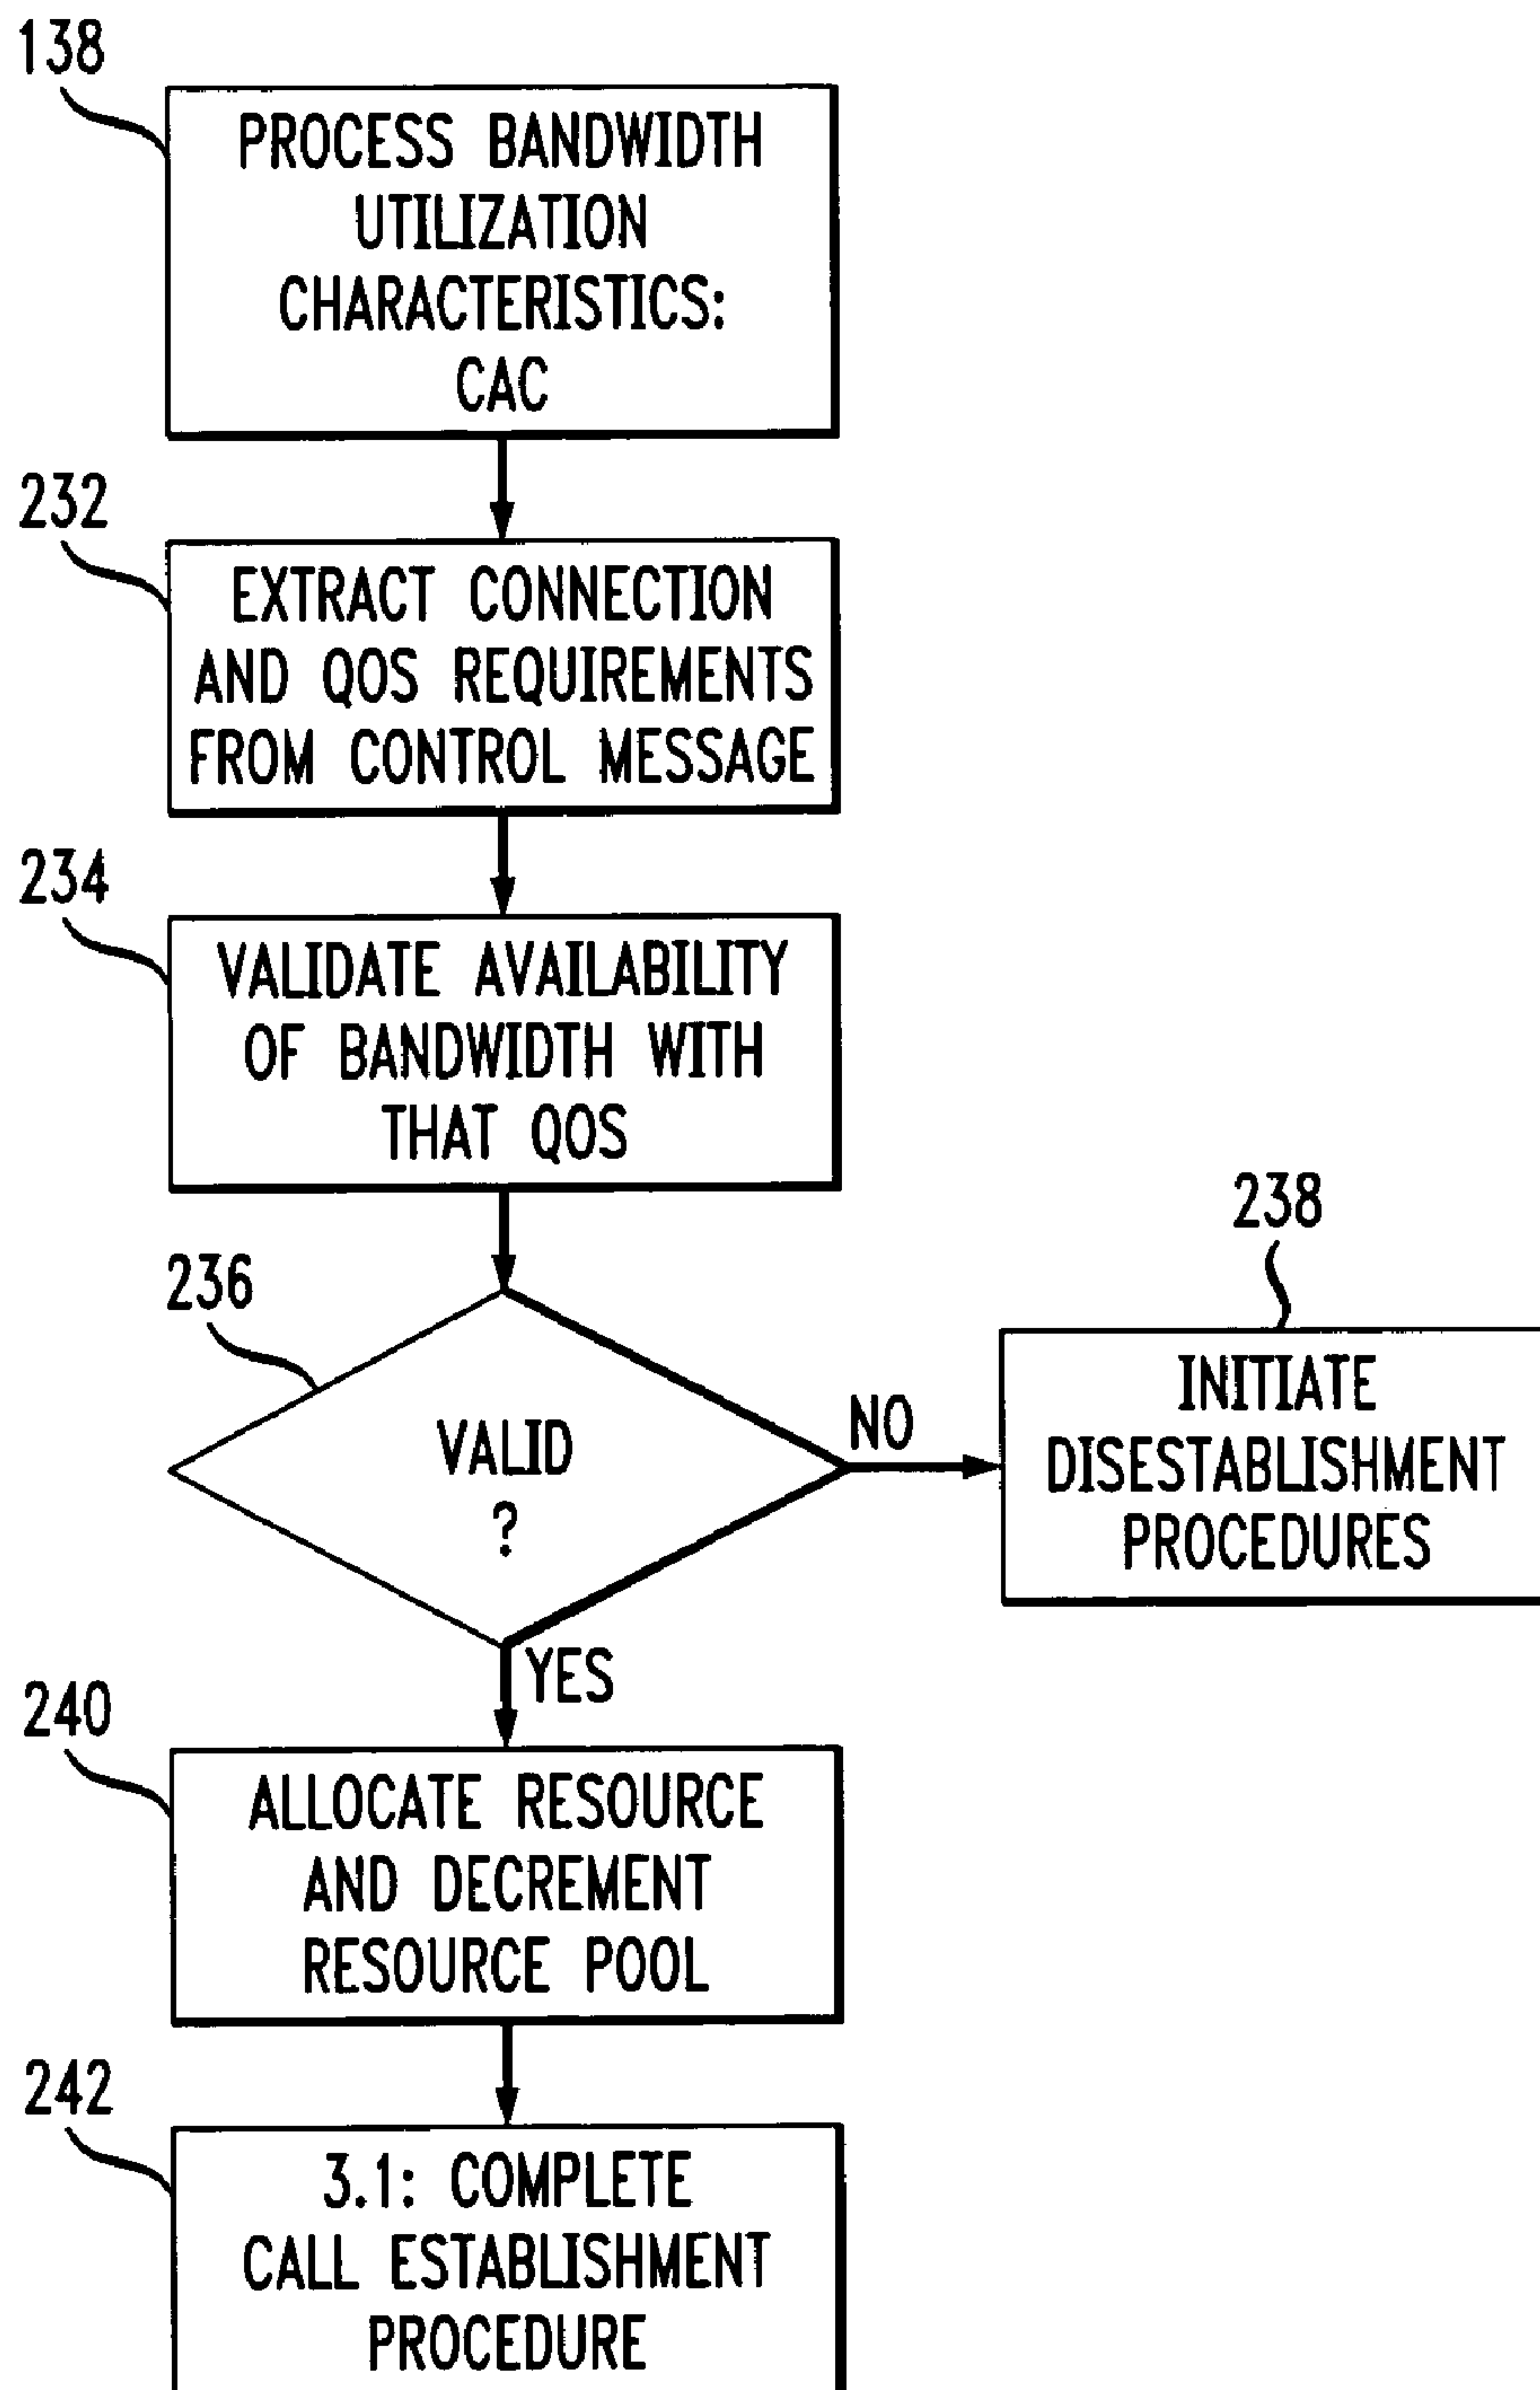 138
PROCESS BANDWIDTH
UTILIZATION
CHARACTERISTICS:
CAC
232
EXTRACT CONNECTION
AND QOS REQUIREMENTS
FROM CONTROL MESSAGE
234
VALIDATE AVAILABILITY
OF BANDWIDTH WITH
THAT QOS
236
VALID
?
NO
238
INITIATE
DISESTABLISHMENT
PROCEDURES
YES
240
ALLOCATE RESOURCE
AND DECREMENT
RESOURCE POOL
242
3.1: COMPLETE
CALL ESTABLISHMENT
PROCEDURE